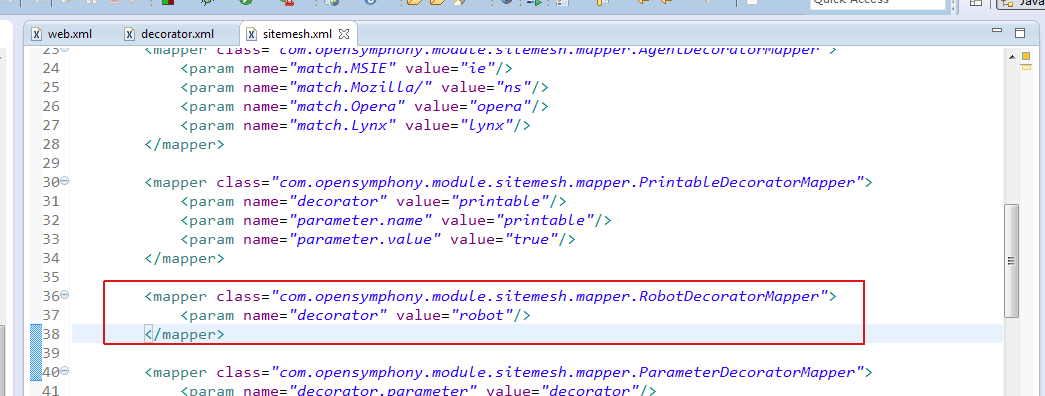 Quick Access
Java
web.xml
decorator.xml
sitemesh.xml
23 <mapper class="com.opensymphony.module.sitemesh.mapper.AgentDecoratorMapper">
24 <param name="match.MSIE" value="ie"/>
25 <param name="match.Mozilla/" value="ns"/>
26 <param name="match.Opera" value="opera"/>
27 <param name="match.Lynx" value="lynx"/>
28 </mapper>
29
30 <mapper class="com.opensymphony.module.sitemesh.mapper.PrintableDecoratorMapper">
31 <param name="decorator" value="printable"/>
32 <param name="parameter.name" value="printable"/>
33 <param name="parameter.value" value="true"/>
34 </mapper>
35
36 <mapper class="com.opensymphony.module.sitemesh.mapper.RobotDecoratorMapper">
37 <param name="decorator" value="robot"/>
38 </mapper>
39
40 <mapper class="com.opensymphony.module.sitemesh.mapper.ParameterDecoratorMapper">
41 <param name="decorator.parameter" value="decorator"/>